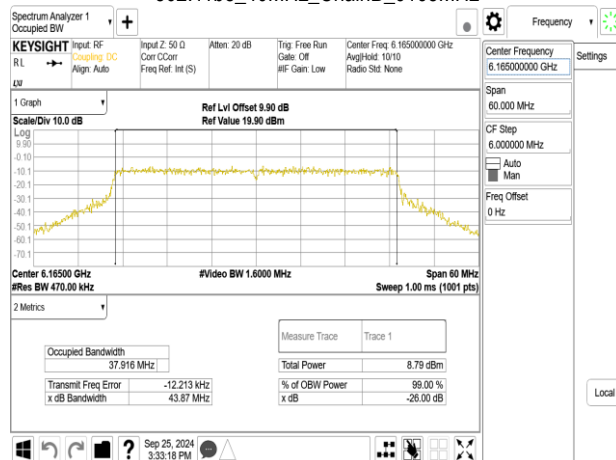 Spectrum Analyzer 1
Occupied BW
KEYSIGHT
RL
LXI
Input: RF
Coupling: DC
Align: Auto
Input Z: 50 Ω
Corr CCorr
Freq Ref: Int (S)
Atten: 20 dB
Trig: Free Run
Gate: Off
#IF Gain: Low
Center Freq: 6.165000000 GHz
Avg|Hold: 10/10
Radio Std: None
1 Graph
Scale/Div 10.0 dB
Ref Lvl Offset 9.90 dB
Ref Value 19.90 dBm
Log
9.90
-0.10
-10.1
-20.1
-30.1
-40.1
-50.1
-60.1
-70.1
Center 6.16500 GHz
#Video BW 1.6000 MHz
Span 60 MHz
#Res BW 470.00 kHz
Sweep 1.00 ms (1001 pts)
2 Metrics
Measure Trace Trace 1
Occupied Bandwidth
37.916 MHz
Total Power 8.79 dBm
Transmit Freq Error -12.213 kHz
% of OBW Power 99.00 %
x dB Bandwidth 43.87 MHz
x dB -26.00 dB
Sep 25, 2024
3:33:18 PM
Frequency
Center Frequency
6.165000000 GHz
Span
60.000 MHz
CF Step
6.000000 MHz
Auto
Man
Freq Offset
0 Hz
Settings
Local